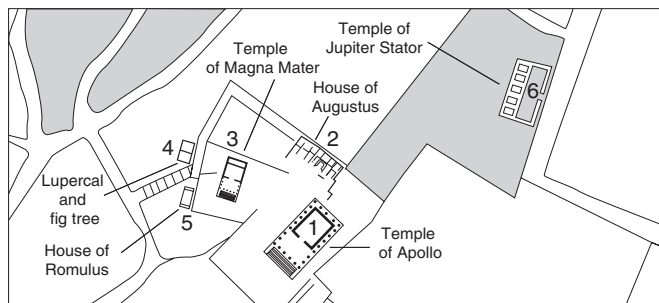 Temple of
Jupiter Stator
6
Temple
of Magna Mater
House of
Augustus
2
4
3
Lupercal
and
fig tree
5
House of
Romulus
1
Temple
of Apollo